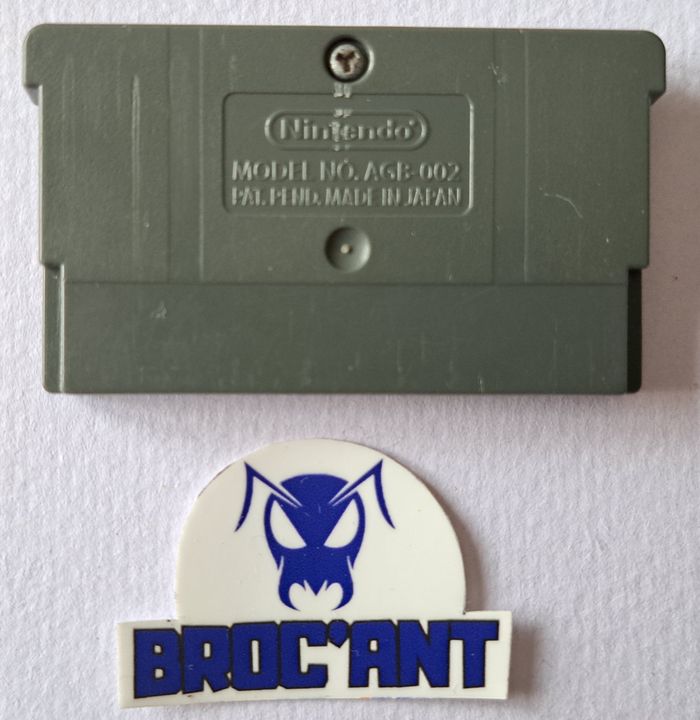 Nintendo®
MODEL NO. AGB-002
PAT. PEND. MADE IN JAPAN
BROC'ANT